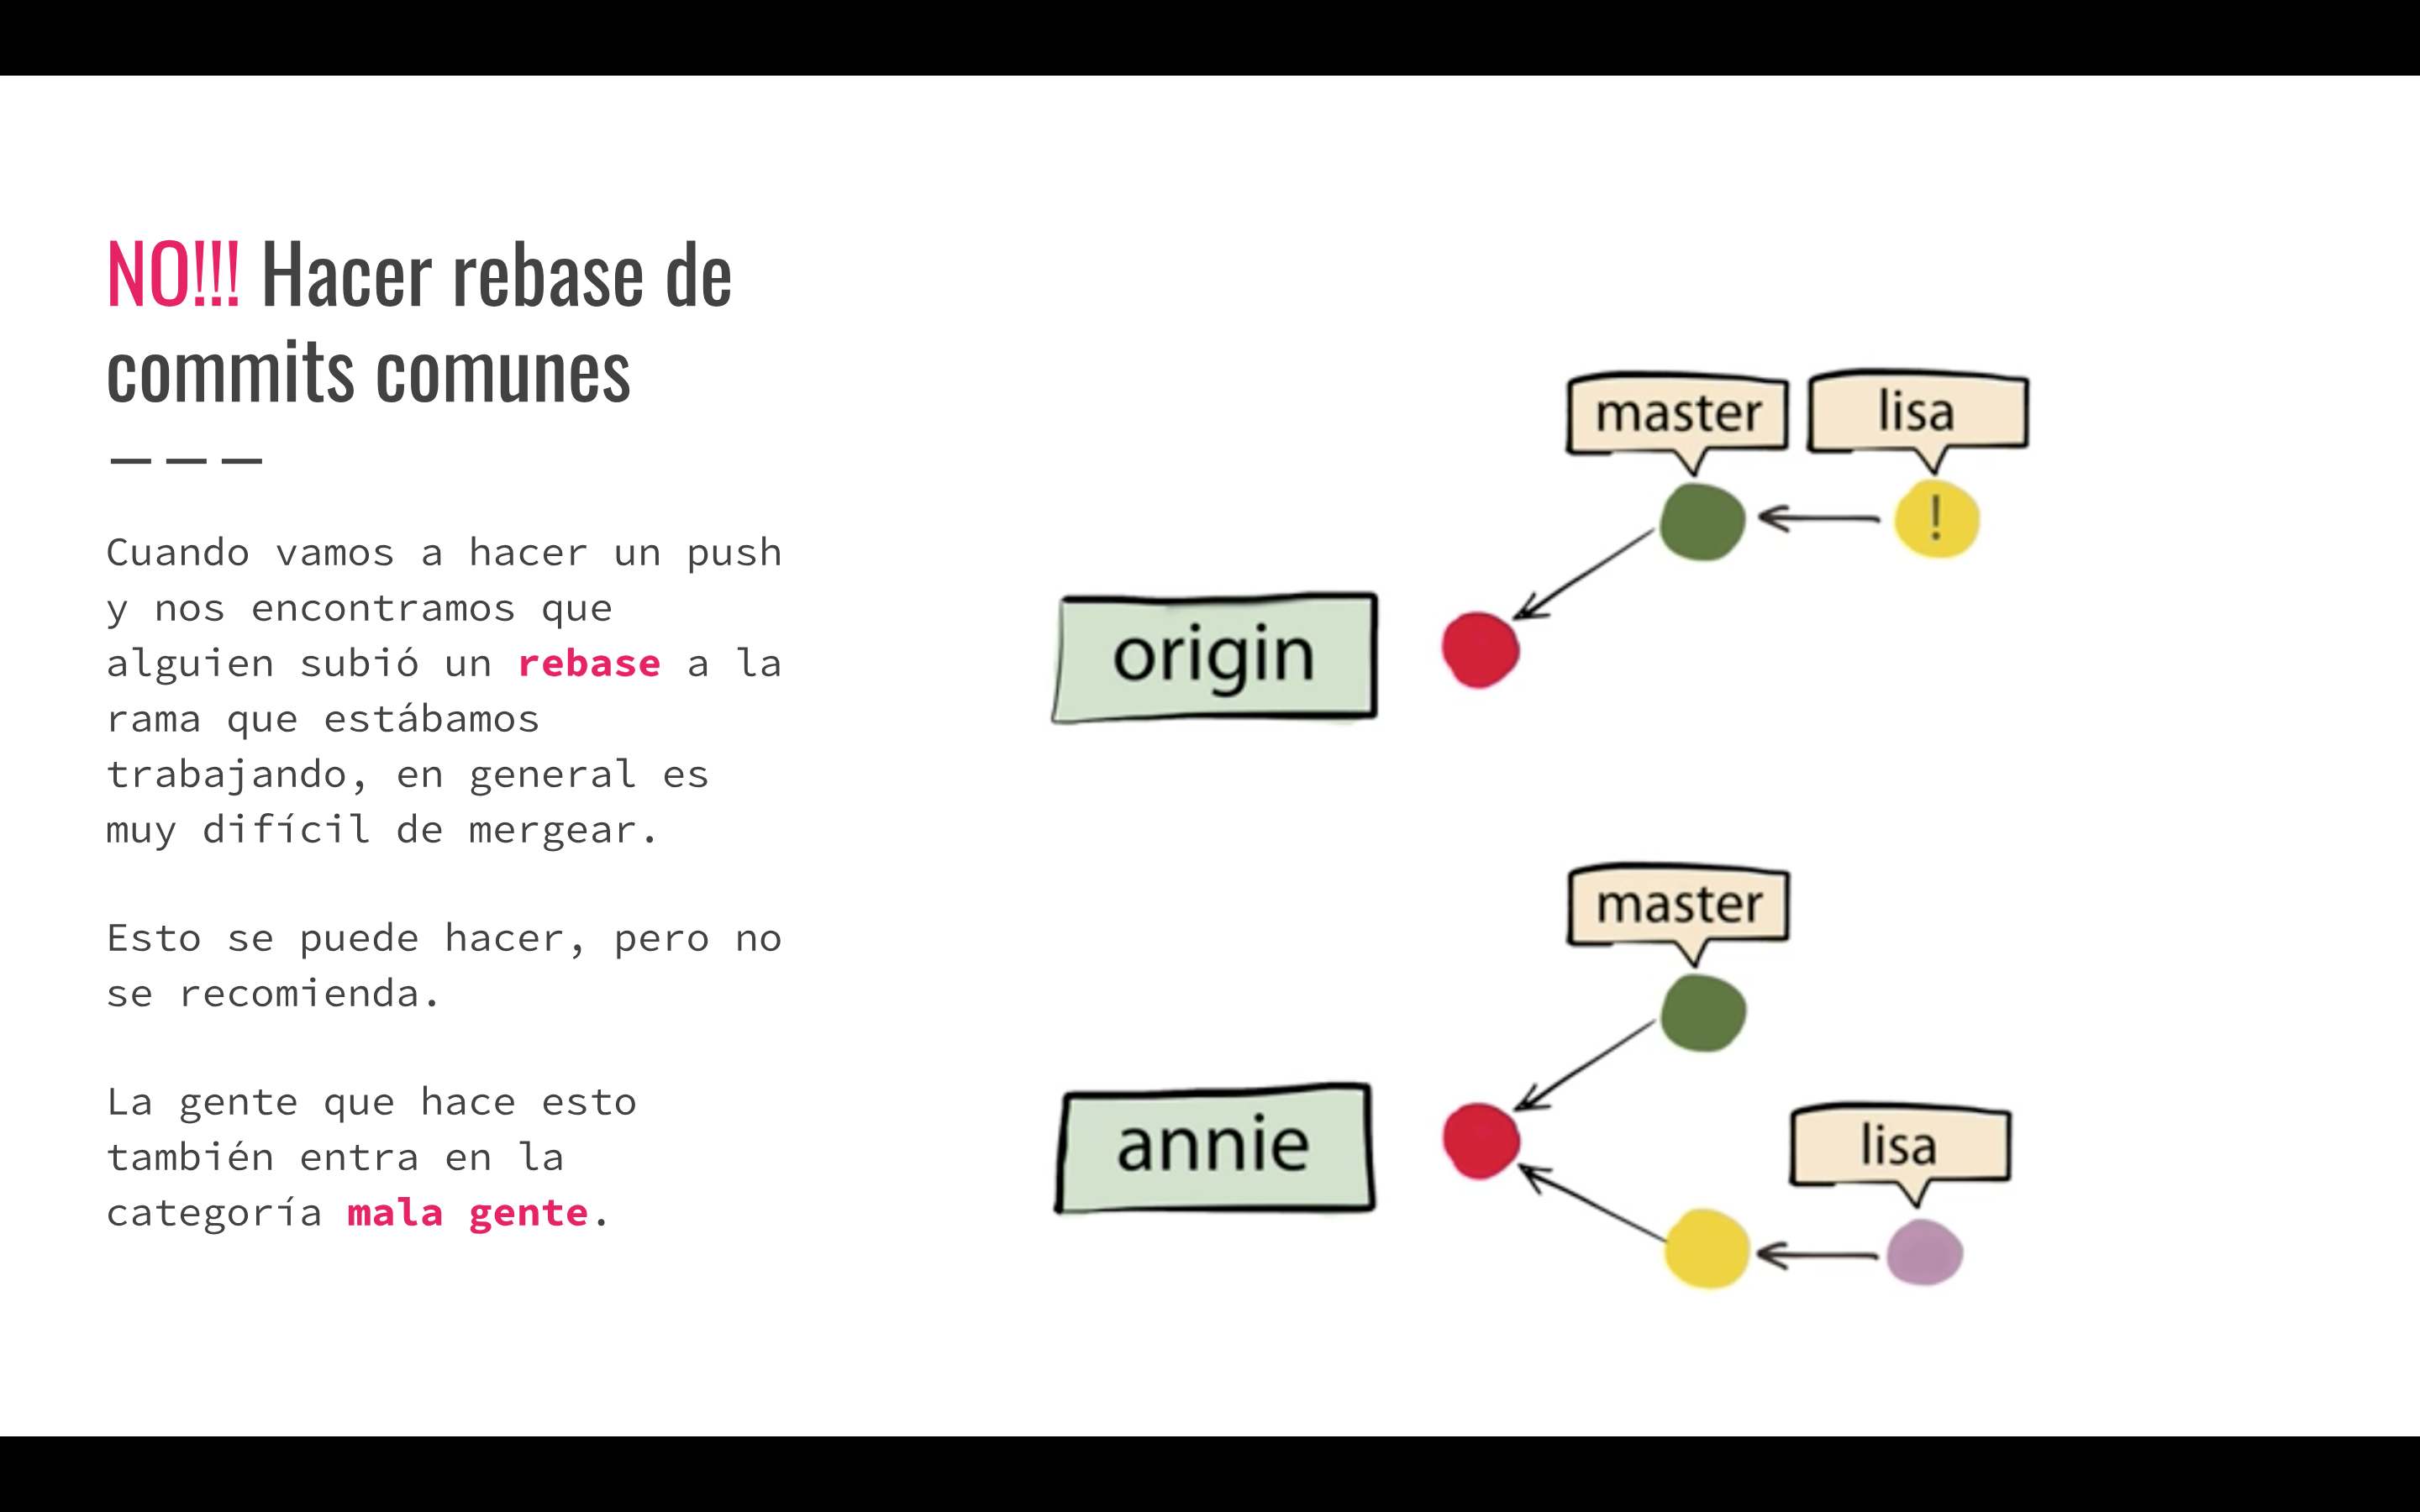 NO!!! Hacer rebase de
commits comunes
Cuando vamos a hacer un push
y nos encontramos que
alguien subió un rebase a la
rama que estábamos
trabajando, en general es
muy difícil de mergear.
Esto se puede hacer, pero no
se recomienda.
La gente que hace esto
también entra en la
categoría mala gente.
master
lisa
!
origin
master
annie
lisa